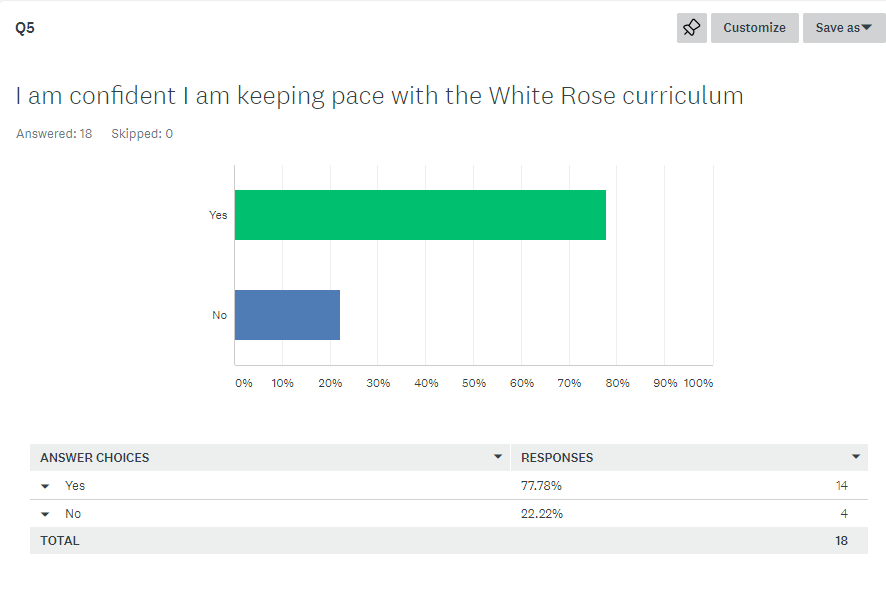 Q5
Customize
Save as
I am confident I am keeping pace with the White Rose curriculum
Answered: 18 Skipped: 0
Yes
No
0% 10% 20% 30% 40% 50% 60% 70% 80% 90% 100%
ANSWER CHOICES RESPONSES
Yes 77.78% 14
No 22.22% 4
TOTAL 18